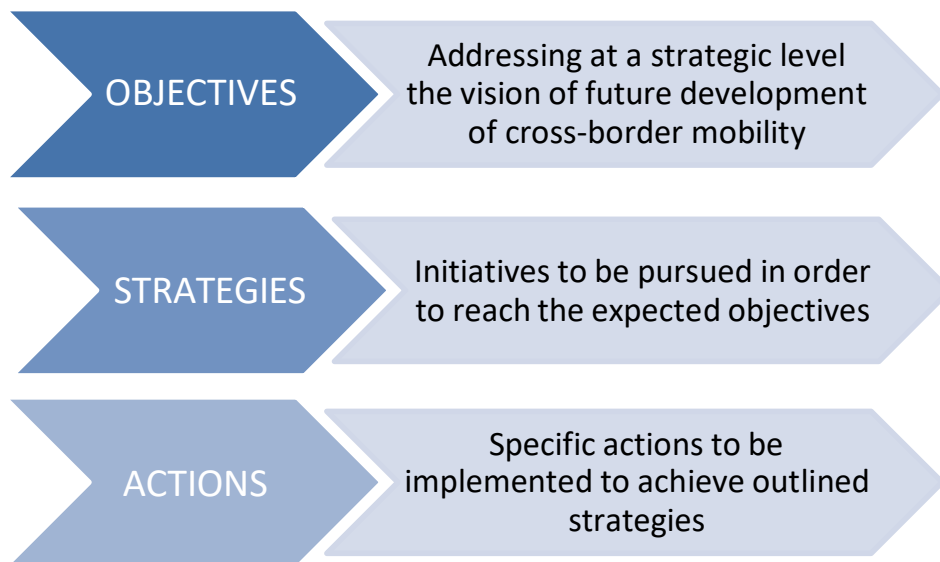 OBJECTIVES
Addressing at a strategic level
the vision of future development
of cross-border mobility
STRATEGIES
Initiatives to be pursued in order
to reach the expected objectives
ACTIONS
Specific actions to be
implemented to achieve outlined
strategies